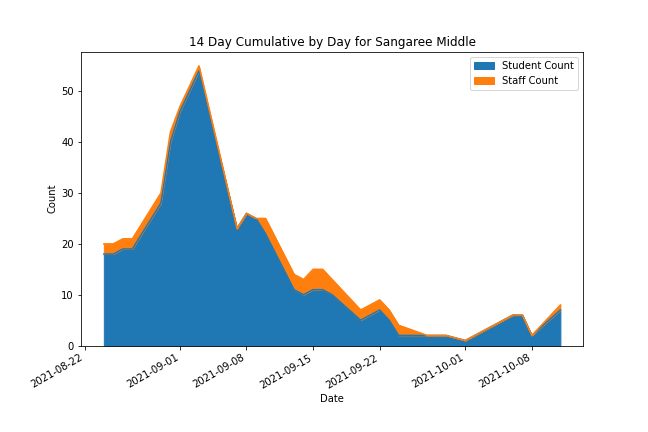 14 Day Cumulative by Day for Sangaree Middle
Student Count
Staff Count
50
40
30
20
10
0
Count
2021-08-22
2021-09-01
2021-09-08
2021-09-15
2021-09-22
2021-10-01
2021-10-08
Date